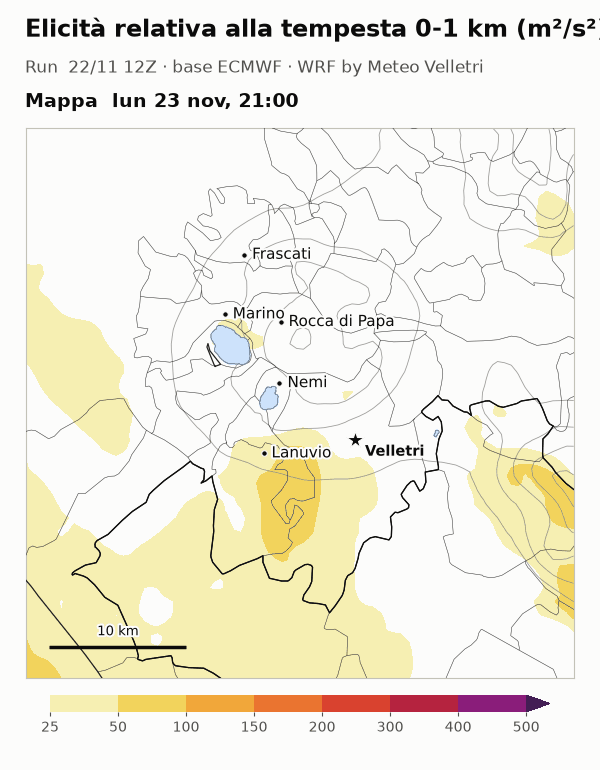 Elicità relativa alla tempesta 0-1 km (m²/s²)
Run  22/11 12Z · base ECMWF · WRF by Meteo Velletri
Mappa  lun 23 nov, 21:00
Frascati
Marino
Rocca di Papa
Nemi
Velletri
Lanuvio
10 km
25 50 100 150 200 300 400 500